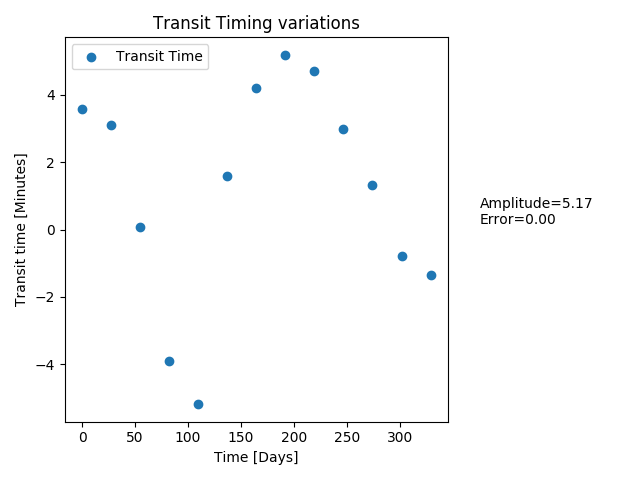 Transit Timing variations
Transit Time
4
2
0
−2
−4
Transit time [Minutes]
Amplitude=5.17
Error=0.00
0 50 100 150 200 250 300
Time [Days]